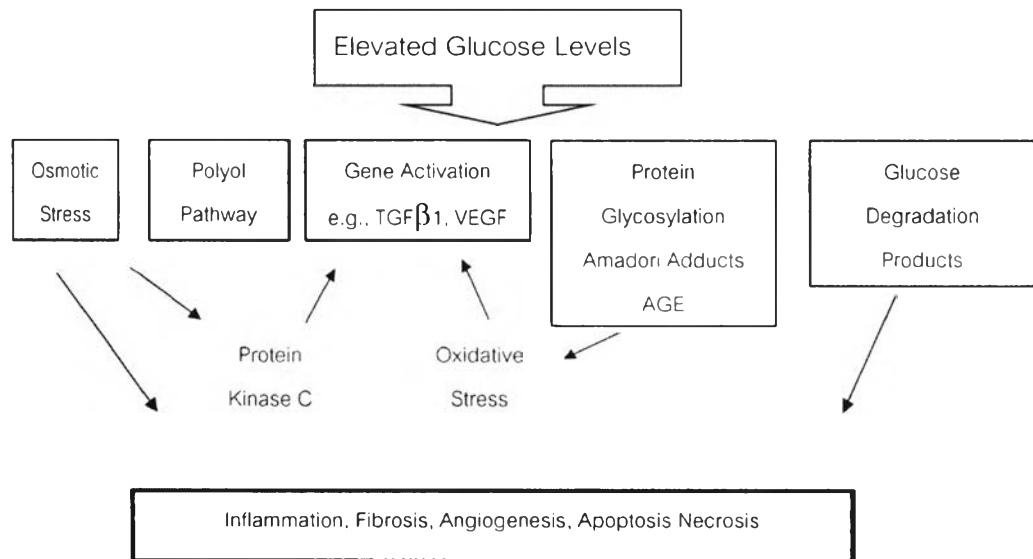 Elevated Glucose Levels
Osmotic
Stress
Polyol
Pathway
Gene Activation
e.g., TGFβ1, VEGF
Protein
Glycosylation
Amadori Adducts
AGE
Glucose
Degradation
Products
Protein
Kinase C
Oxidative
Stress
Inflammation, Fibrosis, Angiogenesis, Apoptosis Necrosis